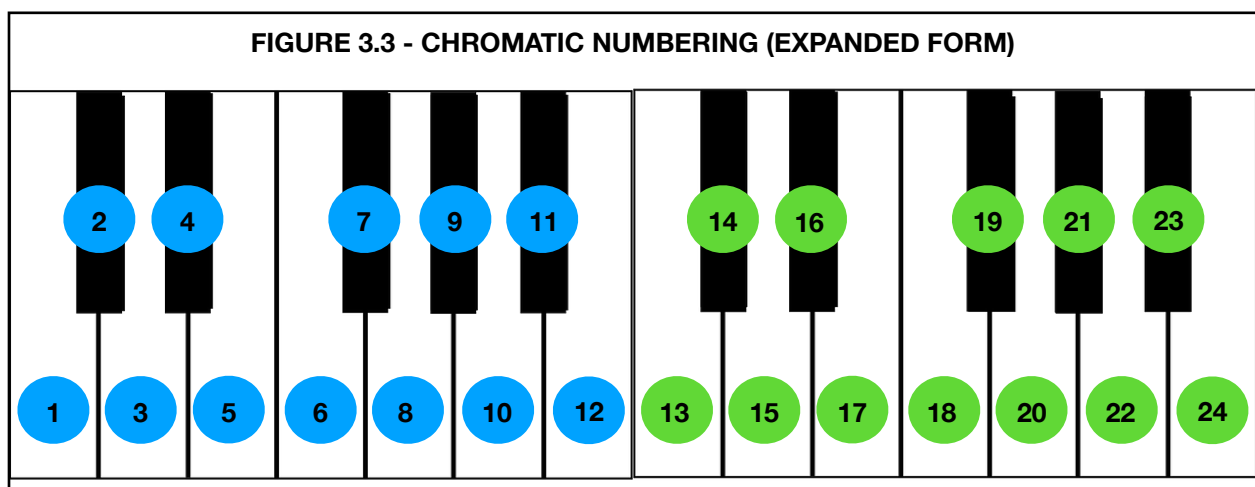 FIGURE 3.3 - CHROMATIC NUMBERING (EXPANDED FORM)
2 4 7 9 11 14 16 19 21 23
1 3 5 6 8 10 12 13 15 17 18 20 22 24